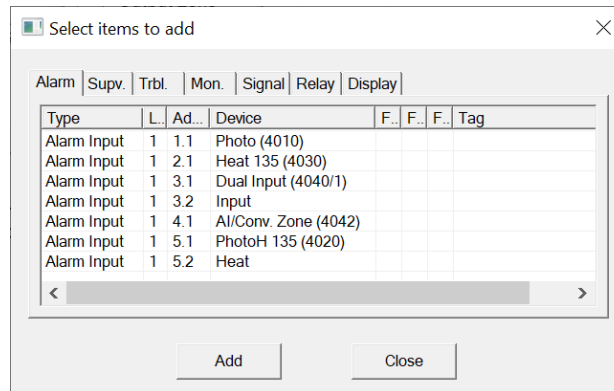 Select items to add
Alarm Supv. Trbl. Mon. Signal Relay Display
Type L.. Ad... Device F.. F.. F.. Tag
Alarm Input 1 1.1 Photo (4010)
Alarm Input 1 2.1 Heat 135 (4030)
Alarm Input 1 3.1 Dual Input (4040/1)
Alarm Input 1 3.2 Input
Alarm Input 1 4.1 AI/Conv. Zone (4042)
Alarm Input 1 5.1 PhotoH 135 (4020)
Alarm Input 1 5.2 Heat
Add Close